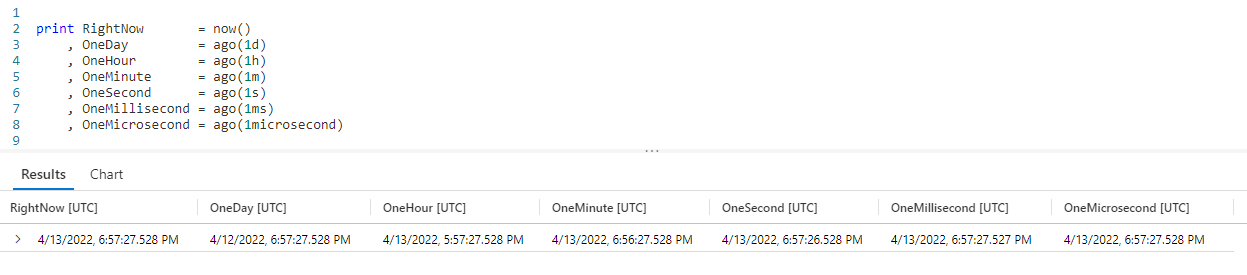 1
2 print RightNow = now()
3 , OneDay = ago(1d)
4 , OneHour = ago(1h)
5 , OneMinute = ago(1m)
6 , OneSecond = ago(1s)
7 , OneMillisecond = ago(1ms)
8 , OneMicrosecond = ago(1microsecond)
9
...
Results Chart
RightNow [UTC] OneDay [UTC] OneHour [UTC] OneMinute [UTC] OneSecond [UTC] OneMillisecond [UTC] OneMicrosecond [UTC]
> 4/13/2022, 6:57:27.528 PM 4/12/2022, 6:57:27.528 PM 4/13/2022, 5:57:27.528 PM 4/13/2022, 6:56:27.528 PM 4/13/2022, 6:57:26.528 PM 4/13/2022, 6:57:27.527 PM 4/13/2022, 6:57:27.528 PM